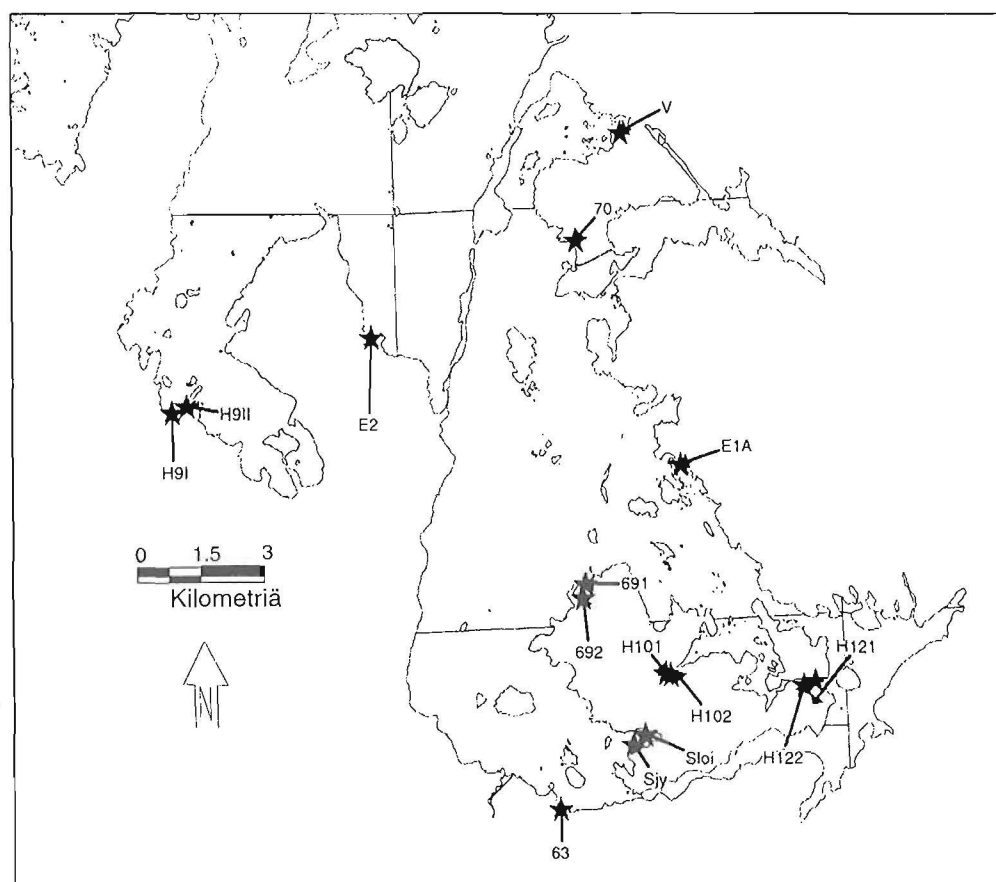 V
70
E2
H9II
H9I
E1A
0 1.5 3
Kilometriä
N
691
692
H101
H102
H121
H122
Sloi
Sjy
63